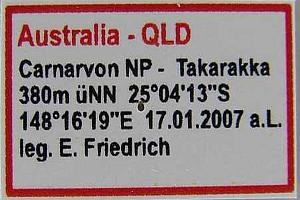 Australia - QLD
Carnarvon NP - Takarakka
380m üNN 25°04'13"S
148°16'19"E 17.01.2007 a.L.
leg. E. Friedrich